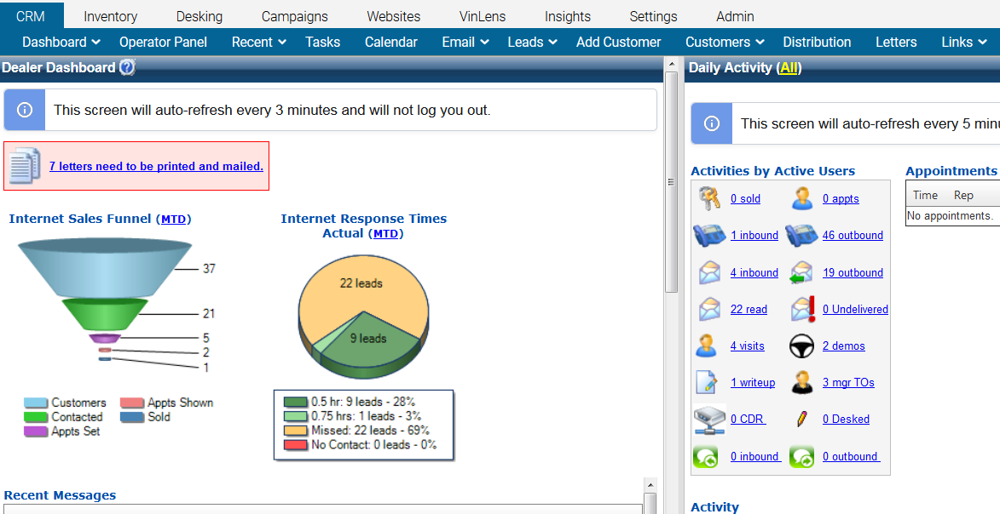 CRM Inventory Desking Campaigns Websites VinLens Insights Settings Admin
Dashboard Operator Panel Recent Tasks Calendar Email Leads Add Customer Customers Distribution Letters Links
Dealer Dashboard ?
This screen will auto-refresh every 3 minutes and will not log you out.
7 letters need to be printed and mailed.
Internet Sales Funnel (MTD)
37
21
5
2
1
Customers Appts Shown
Contacted Sold
Appts Set
Internet Response Times
Actual (MTD)
22 leads
9 leads
0.5 hr: 9 leads - 28%
0.75 hrs: 1 leads - 3%
Missed: 22 leads - 69%
No Contact: 0 leads - 0%
Recent Messages
Daily Activity (All)
This screen will auto-refresh every 5 minu
Activities by Active Users
0 sold 0 appts
1 inbound 46 outbound
4 inbound 19 outbound
22 read 0 Undelivered
4 visits 2 demos
1 writeup 3 mgr TOs
0 CDR 0 Desked
0 inbound 0 outbound
Appointments
Time Rep
No appointments.
Activity